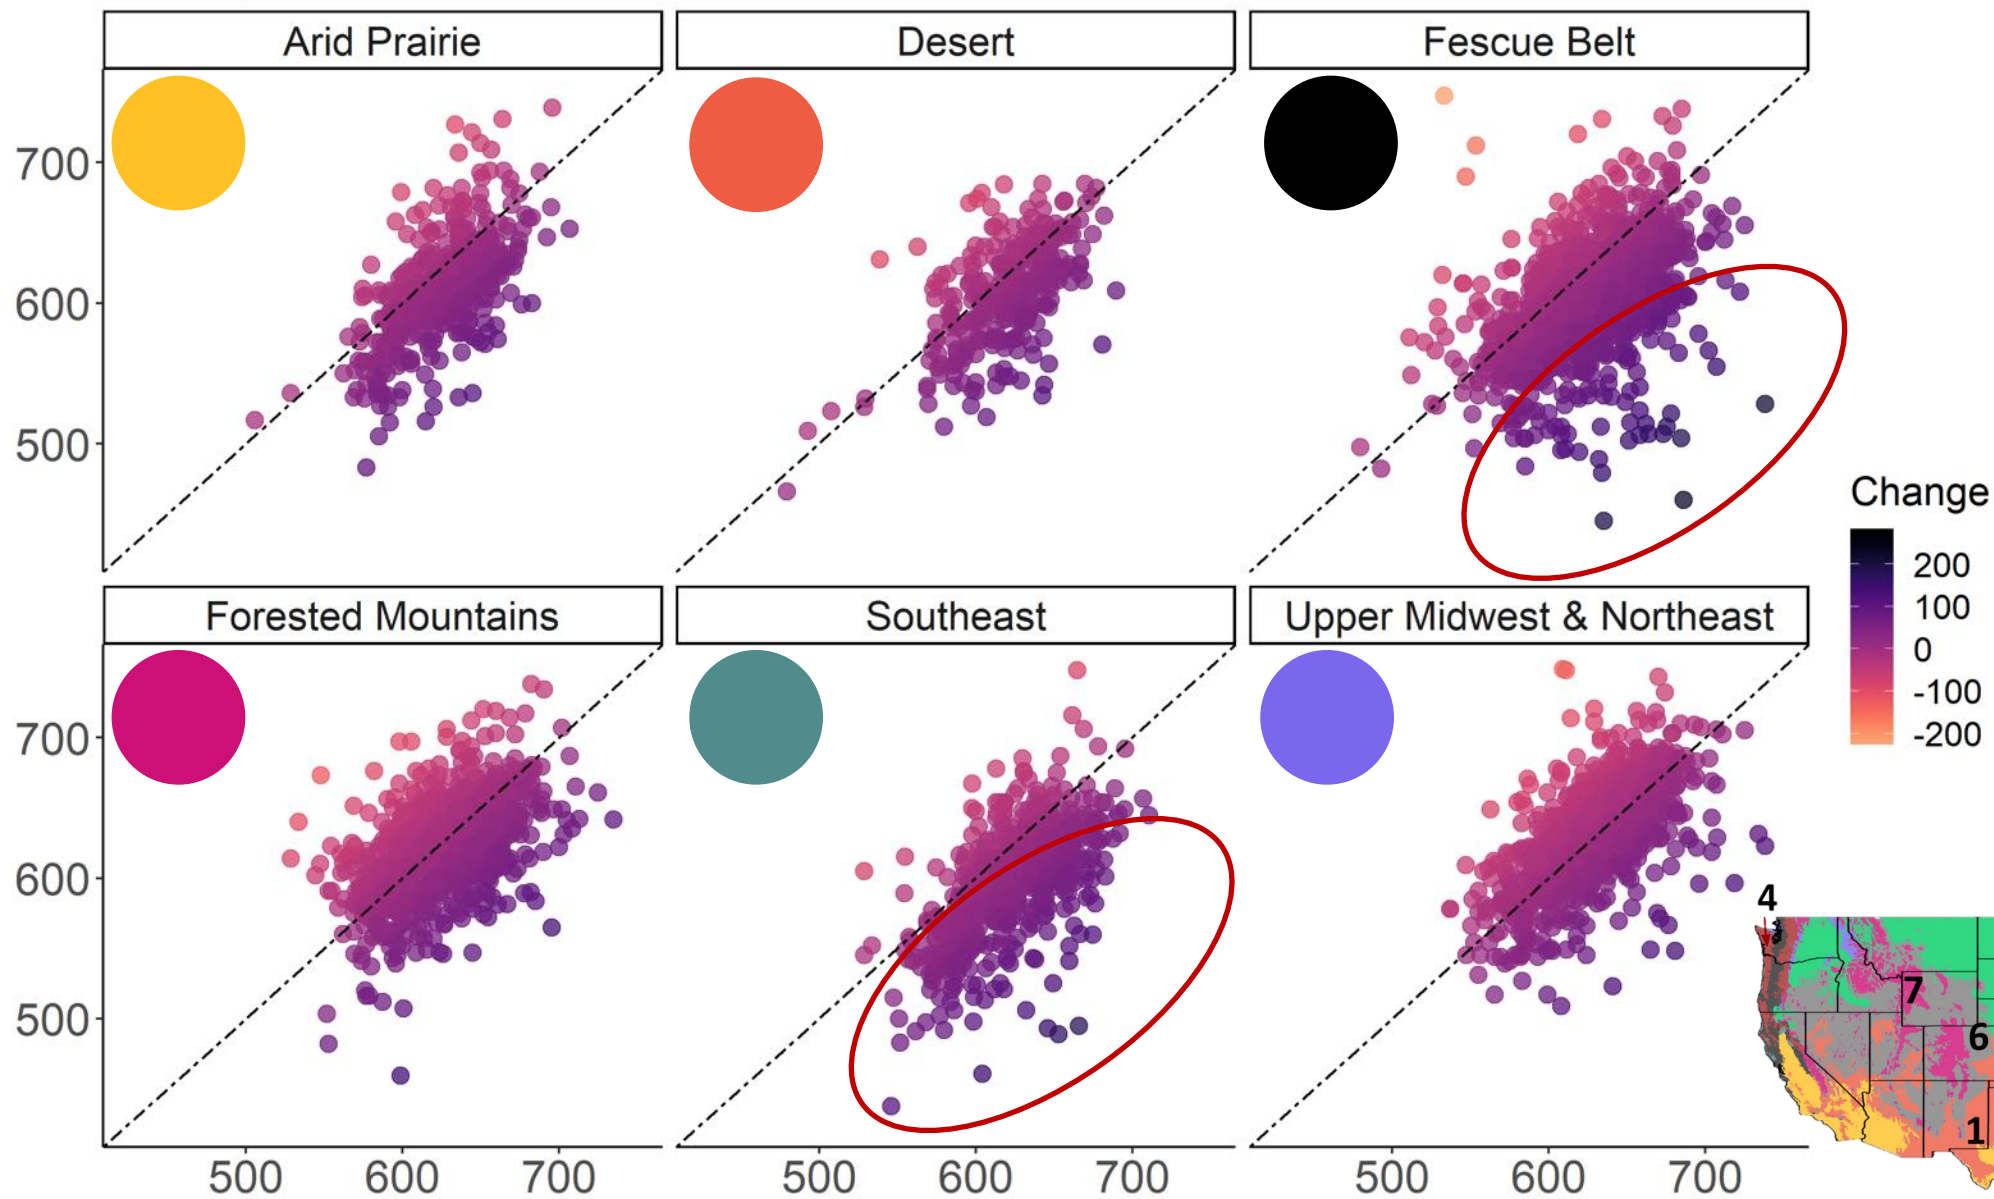 Arid Prairie
Desert
Fescue Belt
700
600
500
Change
200
100
0
-100
-200
Forested Mountains
Southeast
Upper Midwest & Northeast
700
600
500
4
7
6
1
500 600 700 500 600 700 500 600 700